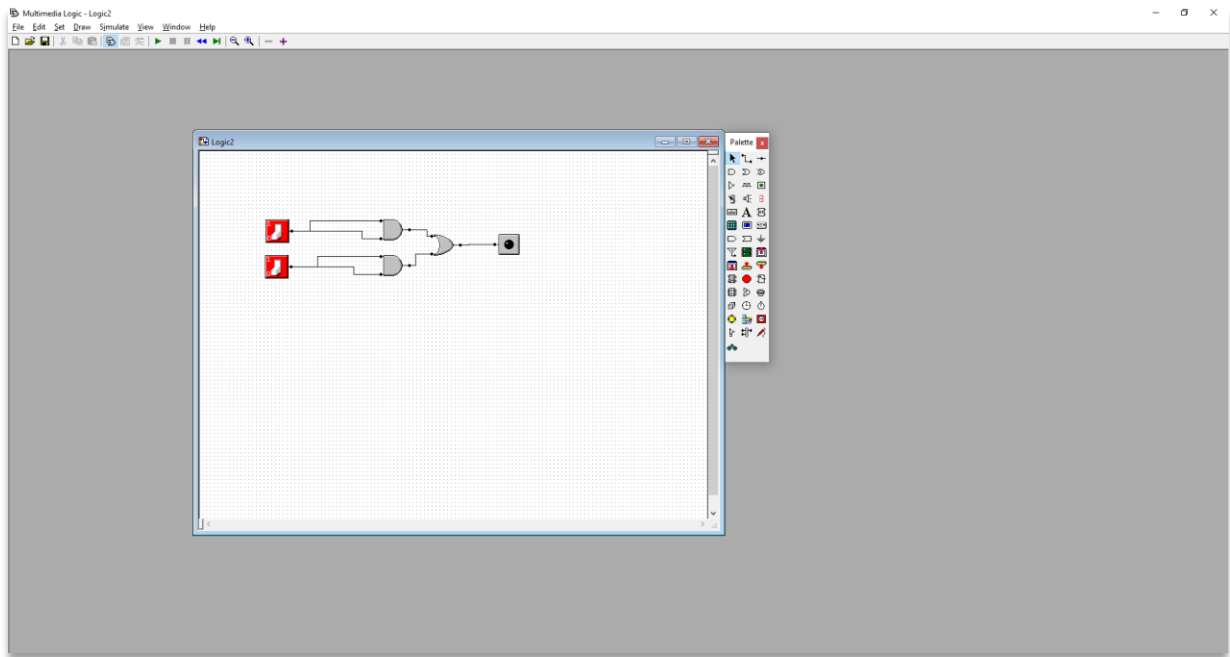 Multimedia Logic - Logic2
File Edit Set Draw Simulate View Window Help
Logic2
Palette
A